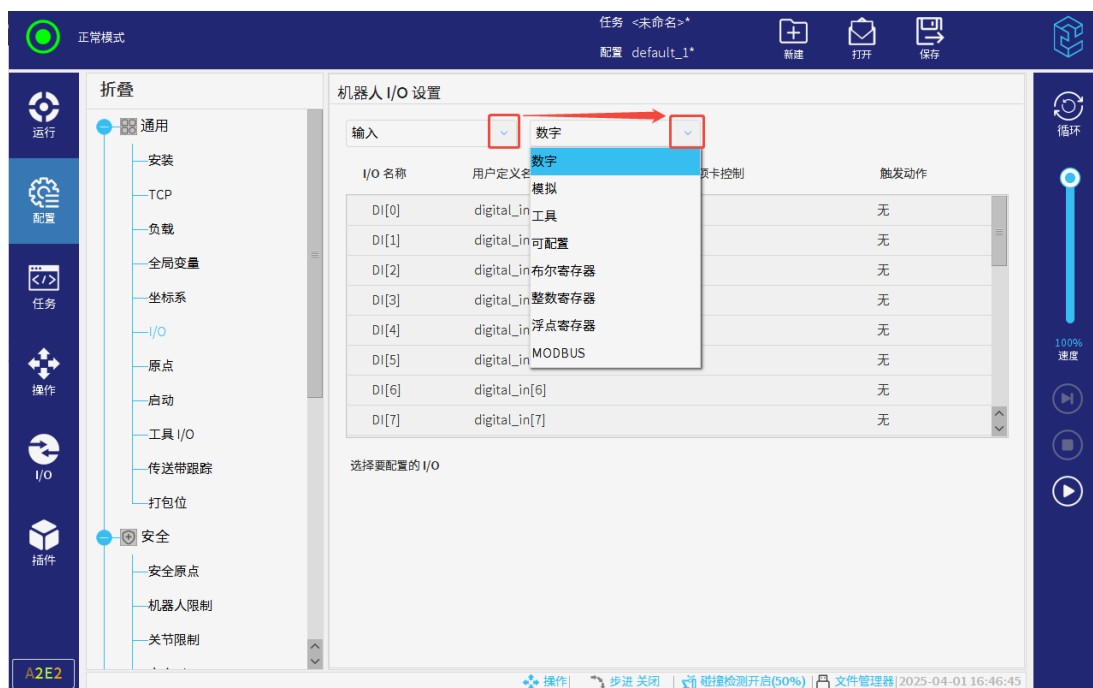 正常模式
任务 <未命名>*
配置 default_1*
新建
打开
保存
运行
配置
任务
操作
I/O
插件
A2E2
折叠
通用
安装
TCP
负载
全局变量
坐标系
I/O
原点
启动
工具 I/O
传送带跟踪
打包位
安全
安全原点
机器人限制
关节限制
机器人 I/O 设置
输入
数字
I/O 名称 用户定义名 卡控制 触发动作
数字
模拟
工具
可配置
布尔寄存器
整数寄存器
浮点寄存器
MODBUS
DI[0] digital_in 无
DI[1] digital_in 无
DI[2] digital_in 无
DI[3] digital_in 无
DI[4] digital_in 无
DI[5] digital_in 无
DI[6] digital_in[6] 无
DI[7] digital_in[7] 无
选择要配置的 I/O
循环
100%
速度
操作| 步进 关闭 | 碰撞检测开启(50%) | 文件管理器|2025-04-01 16:46:45